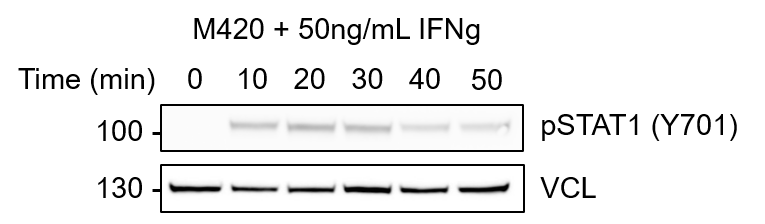 M420 + 50ng/mL IFNg
Time (min) 0 10 20 30 40 50
100 pSTAT1 (Y701)
130 VCL